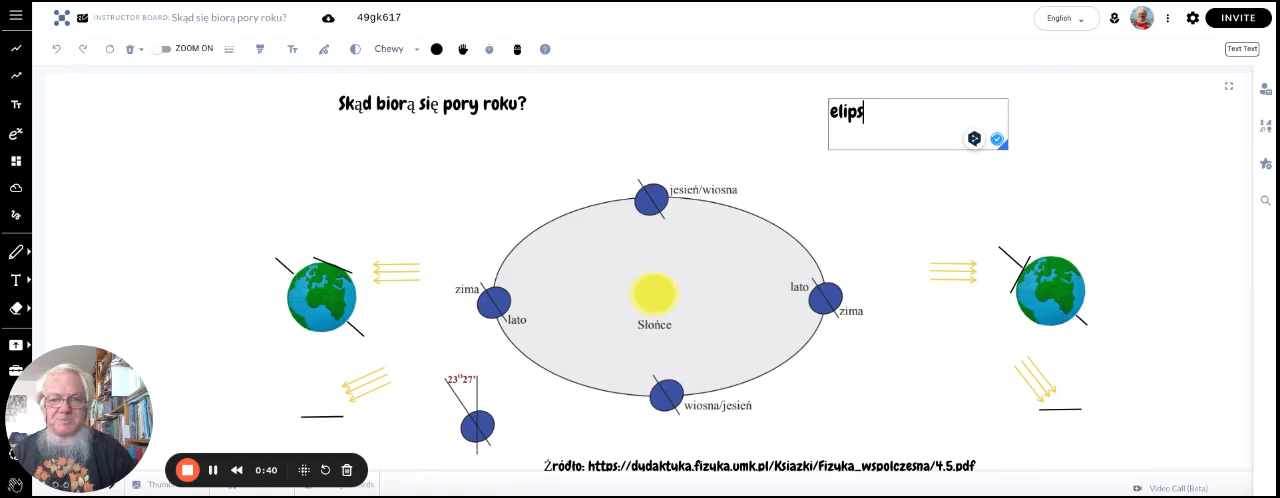 INSTRUCTOR BOARD: Skąd się biorą pory roku?
49gk617
English
INVITE
ZOOM ON
Chewy
Text Text
Skąd biorą się pory roku?
elips
jesień/wiosna
zima
lato
Słońce
lato
zima
23°27'
wiosna/jesień
Źródło: https://dydaktyka.fizyka.umk.pl/Ksiazki/Fizyka_wspolczesna/4.5.pdf
0:40
Video Call (Beta)